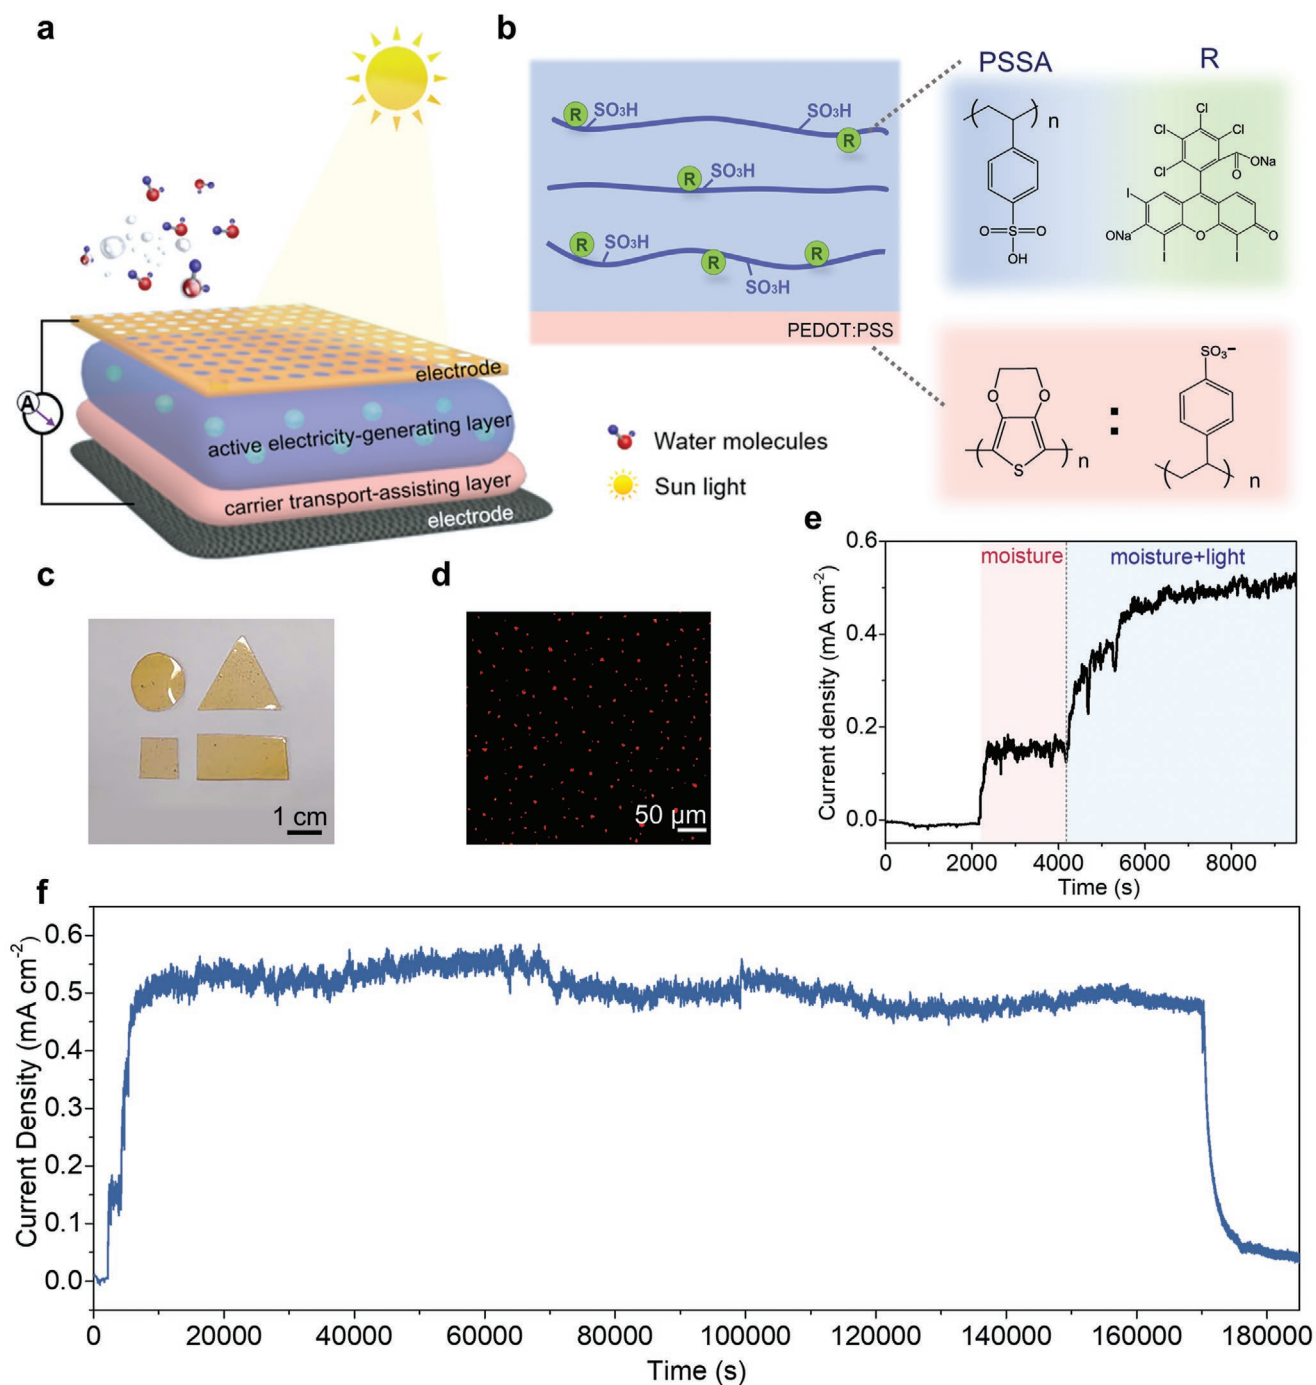 a
A
electrode
active electricity-generating layer
carrier transport-assisting layer
electrode
Water molecules
Sun light
b
R
SO₃H
SO₃H
R
R
SO₃H
R
SO₃H
R
SO₃H
R
PEDOT:PSS
PSSA
R
n
O=S=O
OH
Cl
Cl
Cl
Cl
O
ONa
I
ONa
O
O
I
I
O
O
S
n
:
SO₃⁻
n
c
1 cm
d
50 µm
e
moisture
moisture+light
Current density (mA cm⁻²)
0.6
0.4
0.2
0.0
0
2000
4000
6000
8000
Time (s)
f
Current Density (mA cm⁻²)
0.6
0.5
0.4
0.3
0.2
0.1
0.0
0
20000
40000
60000
80000
100000
120000
140000
160000
180000
Time (s)